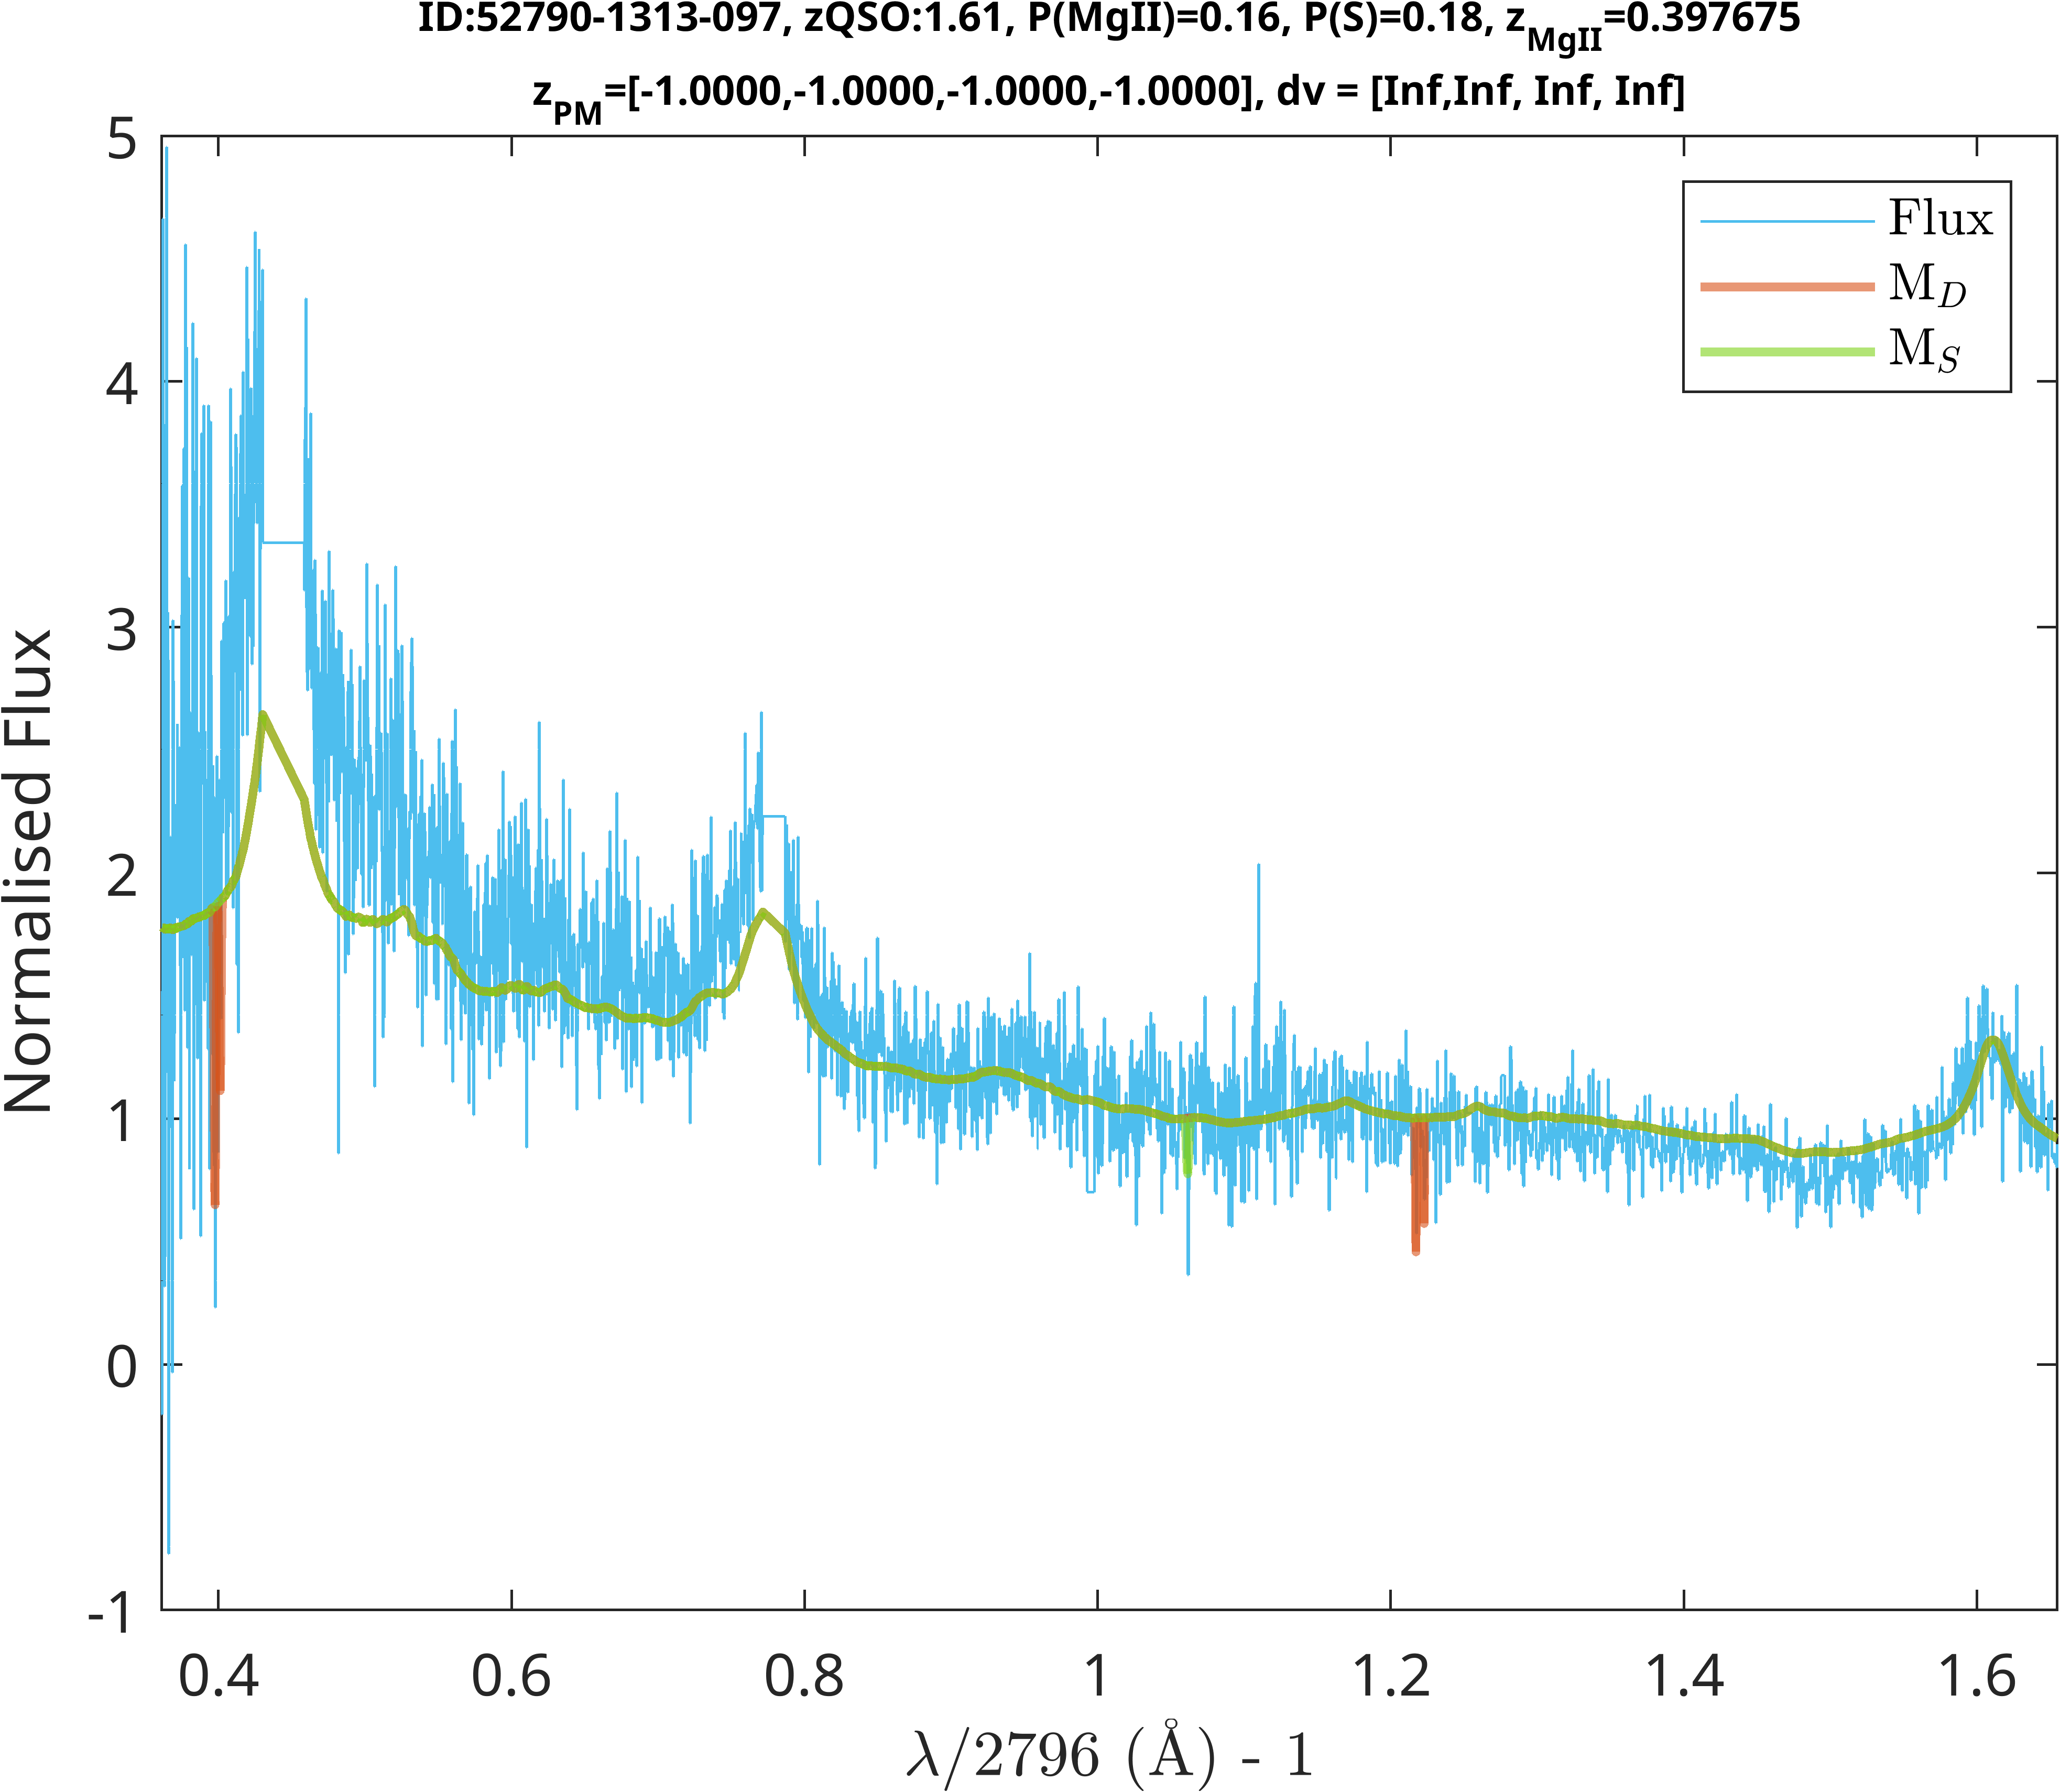 ID:52790-1313-097, zQSO:1.61, P(MgII)=0.16, P(S)=0.18, zMgII=0.397675
zPM=[-1.0000,-1.0000,-1.0000,-1.0000], dv = [Inf,Inf, Inf, Inf]
Flux
MD
MS
Normalised Flux
5
4
3
2
1
0
-1
0.4 0.6 0.8 1 1.2 1.4 1.6
λ/2796 (Å) - 1